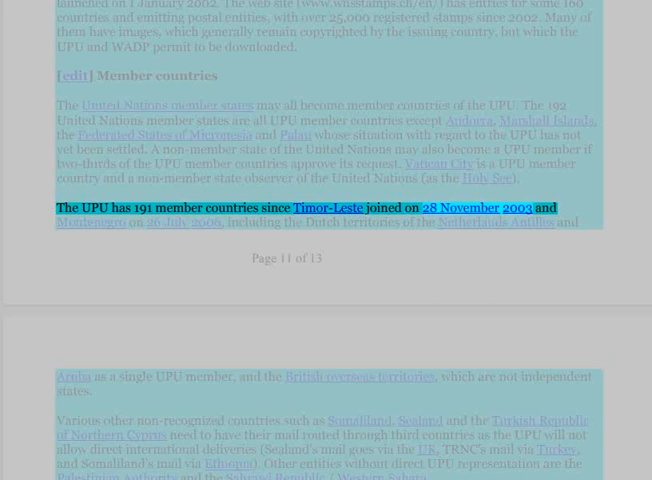 launched on 1 January 2002. The web site (www.wnsstamps.ch/en/) has entries for some 160
countries and emitting postal entities, with over 25,000 registered stamps since 2002. Many of
them have images, which generally remain copyrighted by the issuing country, but which the
UPU and WADP permit to be downloaded.
[edit] Member countries
The United Nations member states may all become member countries of the UPU. The 192
United Nations member states are all UPU member countries except Andorra, Marshall Islands,
the Federated States of Micronesia and Palau whose situation with regard to the UPU has not
yet been settled. A non-member state of the United Nations may also become a UPU member if
two-thirds of the UPU member countries approve its request. Vatican City is a UPU member
country and a non-member state observer of the United Nations (as the Holy See).
The UPU has 191 member countries since Timor-Leste joined on 28 November 2003 and
Montenegro on 26 July 2006, including the Dutch territories of the Netherlands Antilles and
Page 11 of 13
Aruba as a single UPU member, and the British overseas territories, which are not independent
states.
Various other non-recognized countries such as Somaliland, Sealand and the Turkish Republic
of Northern Cyprus need to have their mail routed through third countries as the UPU will not
allow direct international deliveries (Sealand's mail goes via the UK, TRNC's mail via Turkey,
and Somaliland's mail via Ethiopia). Other entities without direct UPU representation are the
Palestinian Authority and the Sahrawi Republic / Western Sahara.